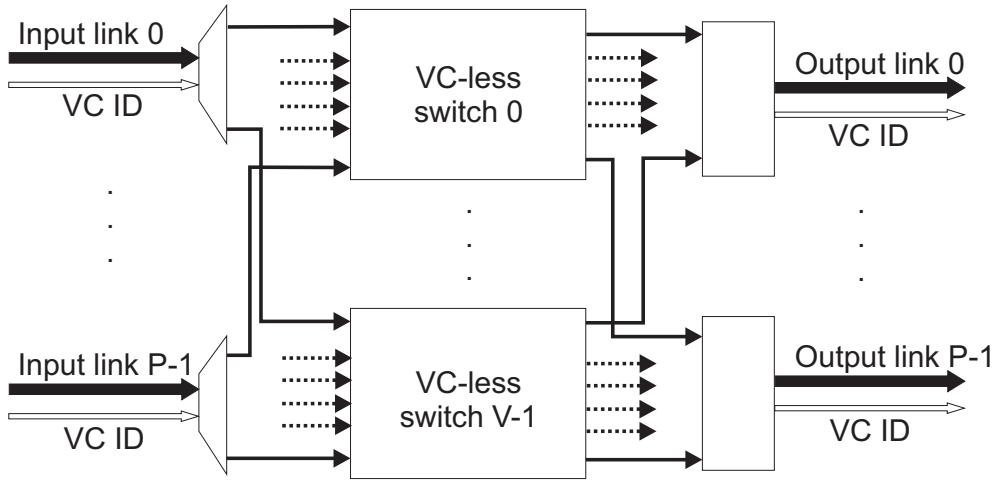 Input link 0
VC ID
VC-less
switch 0
Output link 0
VC ID
Input link P-1
VC ID
VC-less
switch V-1
Output link P-1
VC ID